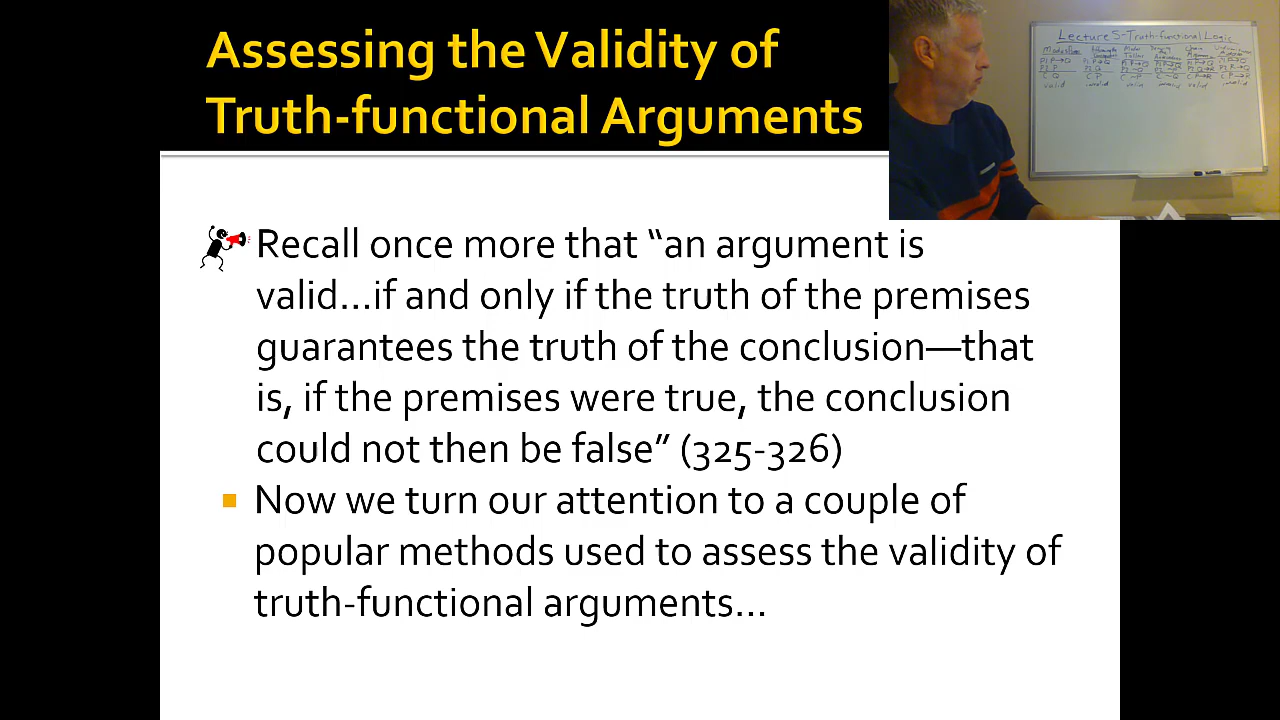 Assessing the Validity of
Truth-functional Arguments
Lecture 5-Truth-functional Logic
Recall once more that “an argument is
valid…if and only if the truth of the premises
guarantees the truth of the conclusion—that
is, if the premises were true, the conclusion
could not then be false” (325-326)
Now we turn our attention to a couple of
popular methods used to assess the validity of
truth-functional arguments…